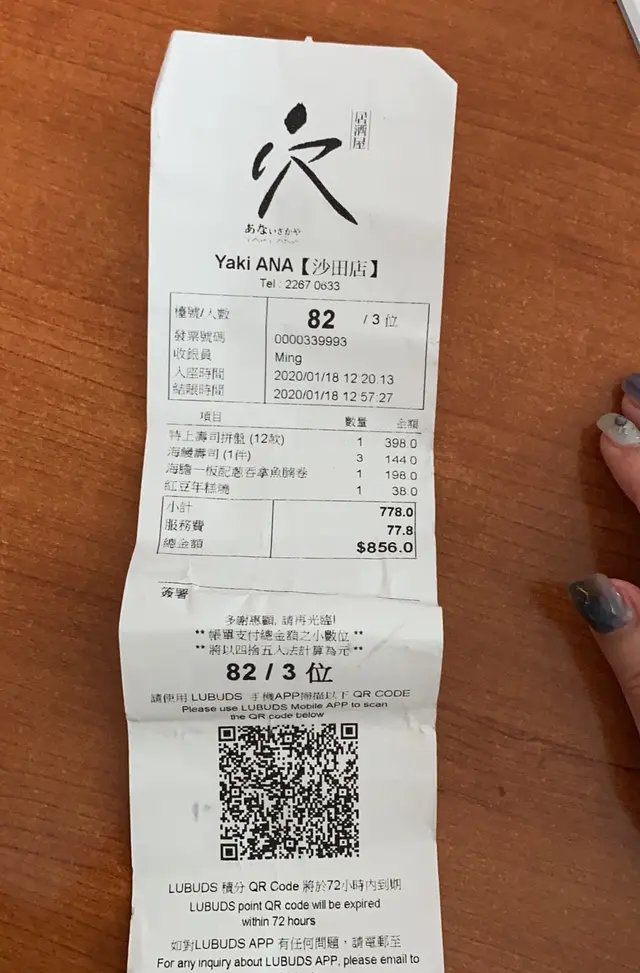 穴
居酒屋
あないざかや
Yaki ANA【沙田店】
Tel : 2267 0633
檯號/人數 82 / 3 位
發票號碼 0000339993
收銀員 Ming
入座時間 2020/01/18 12:20:13
結賬時間 2020/01/18 12:57:27
項目 數量 金額
特上壽司拼盤 (12款) 1 398.0
海鰻壽司 (1件) 3 144.0
海膽一板配蔥吞拿魚腩卷 1 198.0
紅豆年糕燒 1 38.0
小計 778.0
服務費 77.8
總金額 $856.0
簽署
多謝惠顧, 請再光臨!
** 帳單支付總金額之小數位 **
** 將以四捨五入法計算為元 **
82 / 3 位
請使用 LUBUDS 手機APP掃描以下 QR CODE
Please use LUBUDS Mobile APP to scan
the QR code below
LUBUDS 積分 QR Code 將於72小時內到期
LUBUDS point QR code will be expired
within 72 hours
如對LUBUDS APP 有任何問題，請電郵至
For any inquiry about LUBUDS APP, please email to